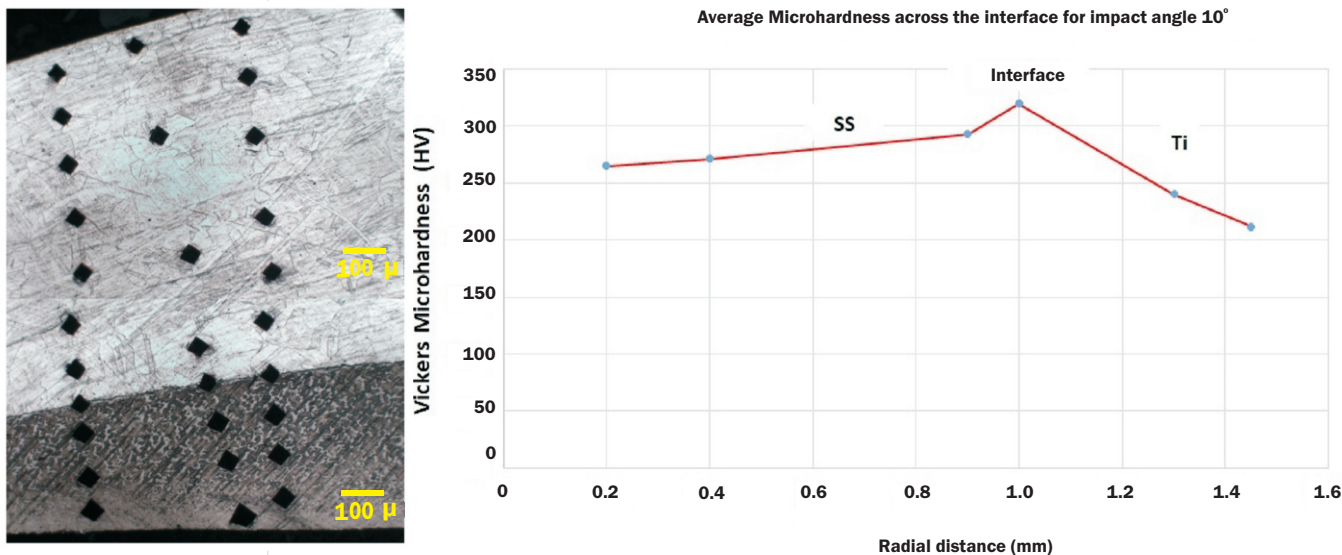 100 μ
100 μ
Average Microhardness across the interface for impact angle 10°
Vickers Microhardness (HV)
350
300
250
200
150
100
50
0
Interface
SS
Ti
0
0.2
0.4
0.6
0.8
1.0
1.2
1.4
1.6
Radial distance (mm)